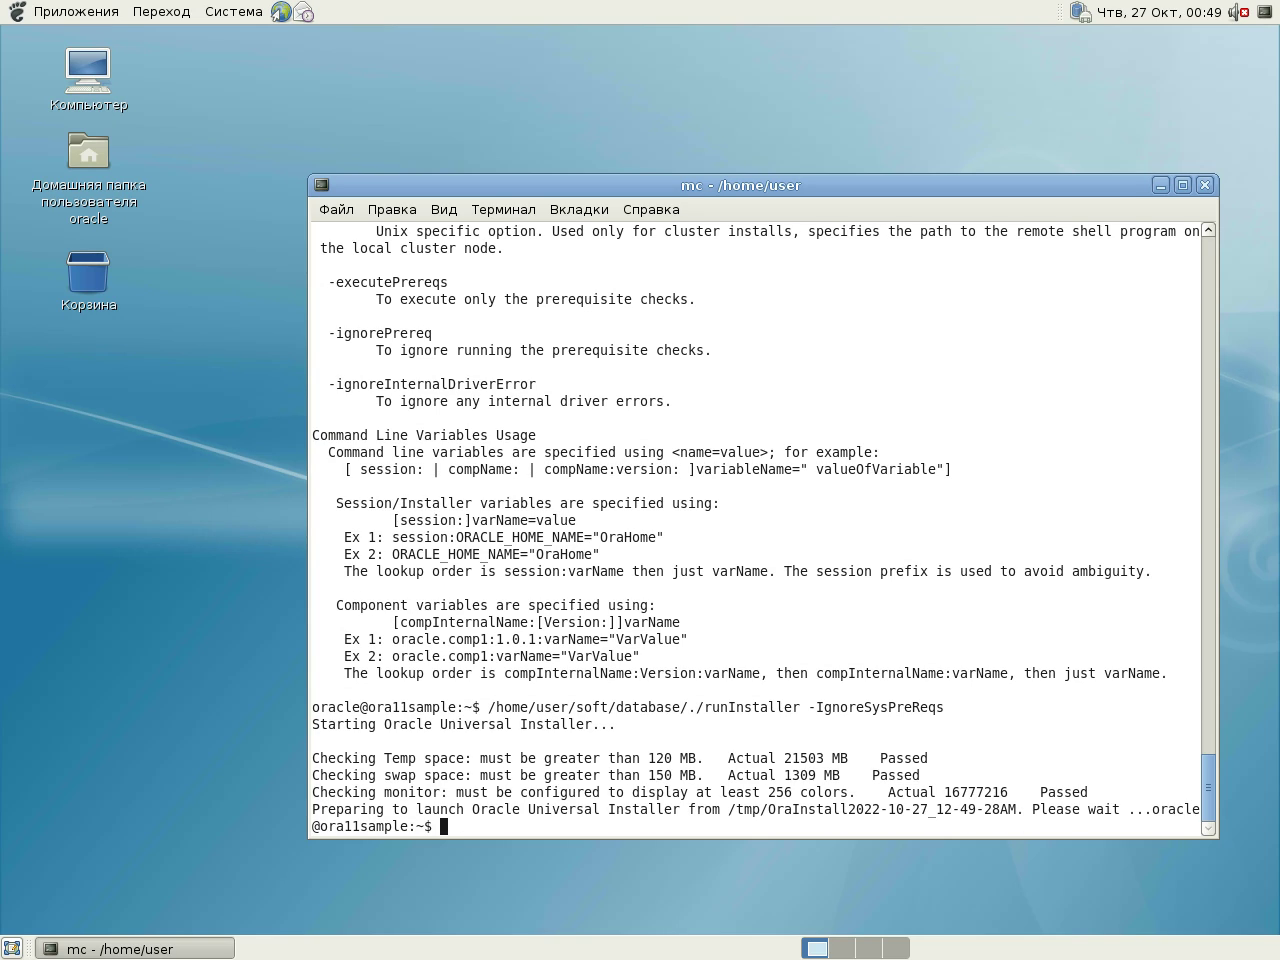 Приложения Переход Система
Чтв, 27 Окт, 00:49
Компьютер
Домашняя папка
пользователя
oracle
Корзина
mc - /home/user
Файл Правка Вид Терминал Вкладки Справка
Unix specific option. Used only for cluster installs, specifies the path to the remote shell program on
the local cluster node.
-executePrereqs
To execute only the prerequisite checks.
-ignorePrereq
To ignore running the prerequisite checks.
-ignoreInternalDriverError
To ignore any internal driver errors.
Command Line Variables Usage
Command line variables are specified using <name=value>; for example:
[ session: | compName: | compName:version: ]variableName=" valueOfVariable"]
Session/Installer variables are specified using:
[session:]varName=value
Ex 1: session:ORACLE_HOME_NAME="OraHome"
Ex 2: ORACLE_HOME_NAME="OraHome"
The lookup order is session:varName then just varName. The session prefix is used to avoid ambiguity.
Component variables are specified using:
[compInternalName:[Version:]]varName
Ex 1: oracle.comp1:1.0.1:varName="VarValue"
Ex 2: oracle.comp1:varName="VarValue"
The lookup order is compInternalName:Version:varName, then compInternalName:varName, then just varName.
oracle@ora11sample:~$ /home/user/soft/database/./runInstaller -IgnoreSysPreReqs
Starting Oracle Universal Installer...
Checking Temp space: must be greater than 120 MB.   Actual 21503 MB    Passed
Checking swap space: must be greater than 150 MB.   Actual 1309 MB    Passed
Checking monitor: must be configured to display at least 256 colors.    Actual 16777216    Passed
Preparing to launch Oracle Universal Installer from /tmp/OraInstall2022-10-27_12-49-28AM. Please wait ...oracle
@ora11sample:~$
mc - /home/user